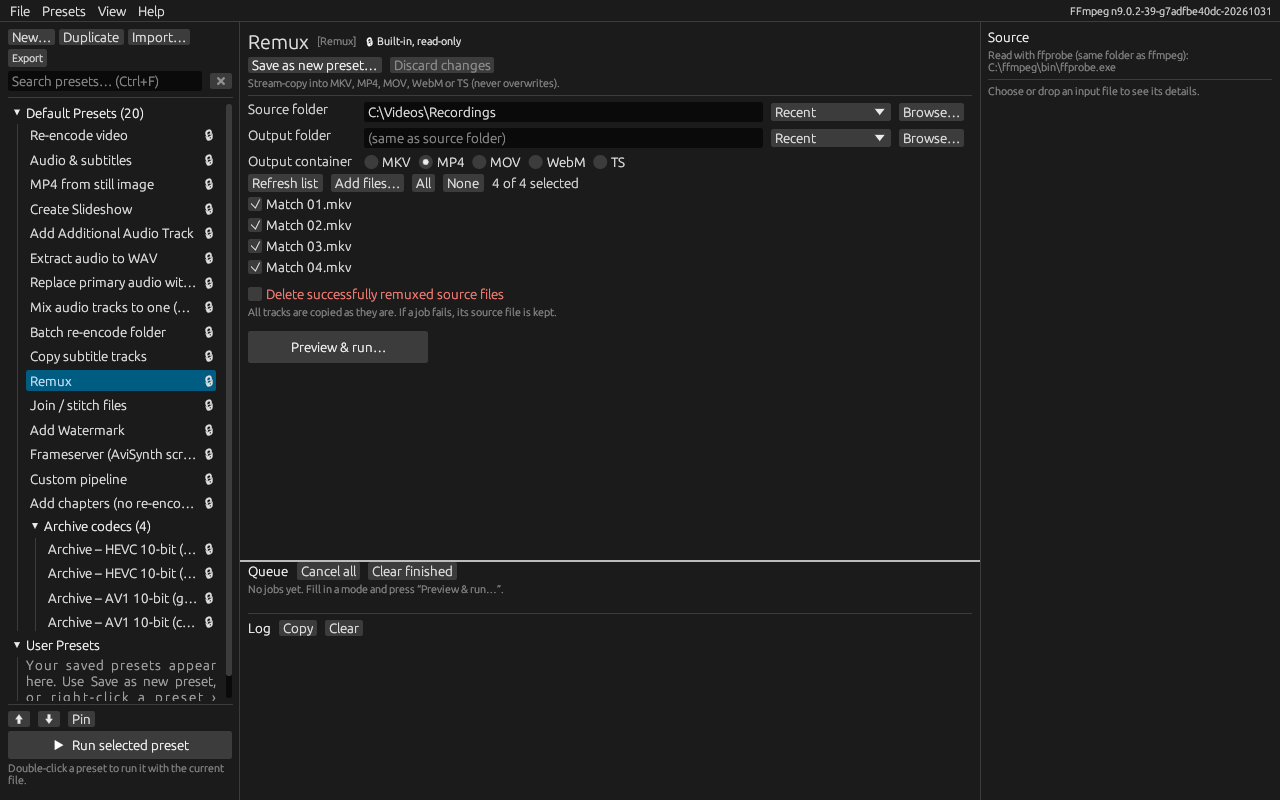 File Presets View Help
FFmpeg n9.0.2-39-g7adfbe40dc-20261031
New… Duplicate Import…
Export
Search presets… (Ctrl+F)
Default Presets (20)
Re-encode video
Audio & subtitles
MP4 from still image
Create Slideshow
Add Additional Audio Track
Extract audio to WAV
Replace primary audio wit…
Mix audio tracks to one (…
Batch re-encode folder
Copy subtitle tracks
Remux
Join / stitch files
Add Watermark
Frameserver (AviSynth scr…
Custom pipeline
Add chapters (no re-enco…
Archive codecs (4)
Archive – HEVC 10-bit (…
Archive – HEVC 10-bit (…
Archive – AV1 10-bit (g…
Archive – AV1 10-bit (c…
User Presets
Your saved presets appear
here. Use Save as new preset,
or right-click a preset ›
Pin
Run selected preset
Double-click a preset to run it with the current
file.
Remux [Remux] Built-in, read-only
Save as new preset… Discard changes
Stream-copy into MKV, MP4, MOV, WebM or TS (never overwrites).
Source folder C:\Videos\Recordings Recent Browse…
Output folder (same as source folder) Recent Browse…
Output container MKV MP4 MOV WebM TS
Refresh list Add files… All None 4 of 4 selected
Match 01.mkv
Match 02.mkv
Match 03.mkv
Match 04.mkv
Delete successfully remuxed source files
All tracks are copied as they are. If a job fails, its source file is kept.
Preview & run…
Queue Cancel all Clear finished
No jobs yet. Fill in a mode and press “Preview & run…”.
Log Copy Clear
Source
Read with ffprobe (same folder as ffmpeg):
C:\ffmpeg\bin\ffprobe.exe
Choose or drop an input file to see its details.